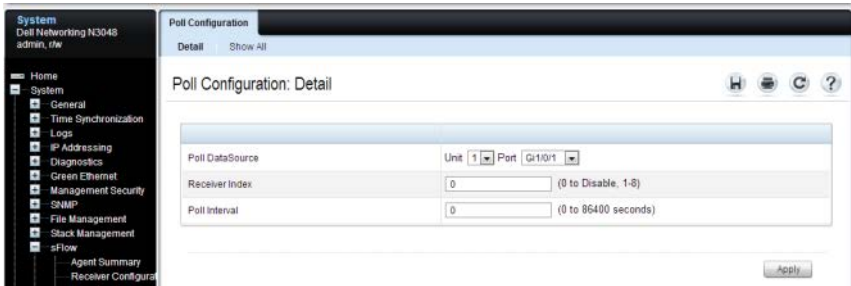 System
Dell Networking N3048
admin, r/w
Home
System
General
Time Synchronization
Logs
IP Addressing
Diagnostics
Green Ethernet
Management Security
SNMP
File Management
Stack Management
sFlow
Agent Summary
Receiver Configurat
Poll Configuration
Detail Show All
Poll Configuration: Detail
Poll DataSource Unit 1 Port Gi1/0/1
Receiver Index 0 (0 to Disable, 1-8)
Poll Interval 0 (0 to 86400 seconds)
Apply